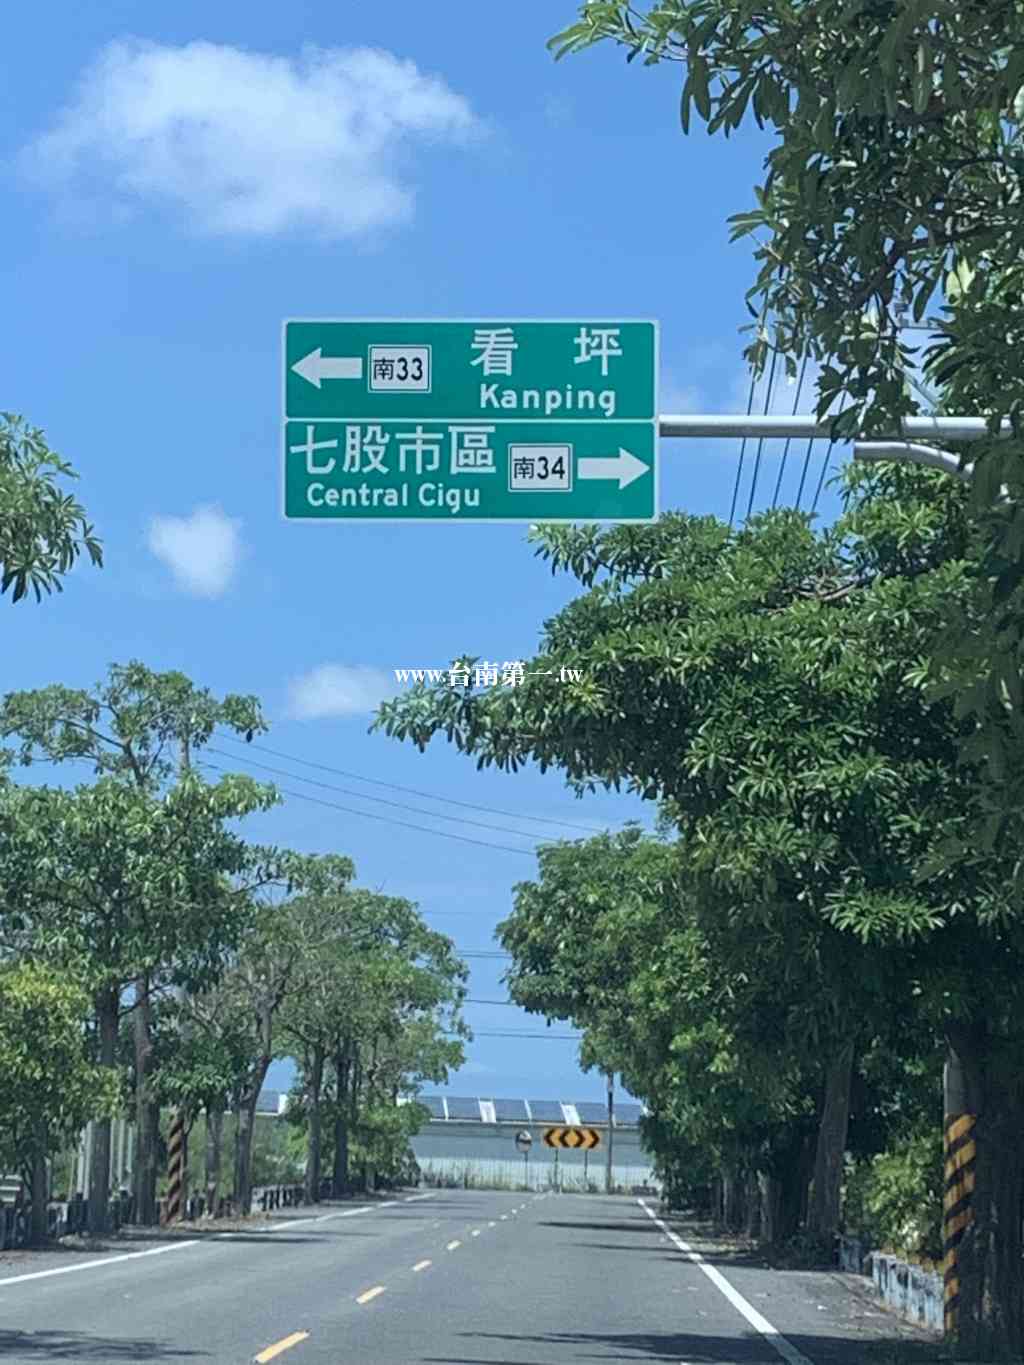 南33 看坪
Kanping
七股市區 南34
Central Cigu
www.台南第一.tw